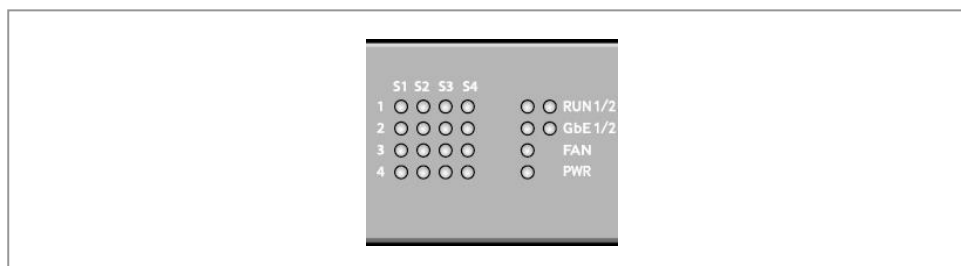 S1 S2 S3 S4
1 RUN 1/2
2 GbE 1/2
3 FAN
4 PWR